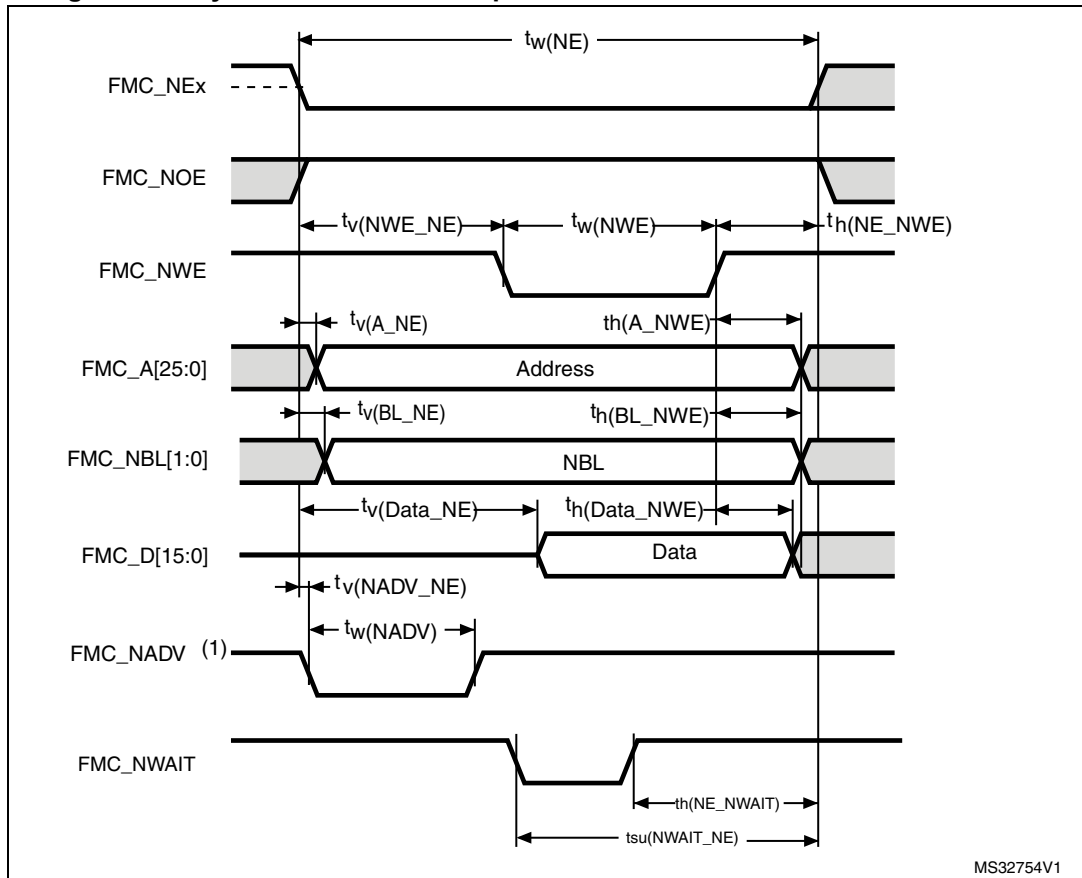 tw(NE)
FMC_NEx
FMC_NOE
tv(NWE_NE)
tw(NWE)
th(NE_NWE)
FMC_NWE
tv(A_NE)
th(A_NWE)
FMC_A[25:0]
Address
tv(BL_NE)
th(BL_NWE)
FMC_NBL[1:0]
NBL
tv(Data_NE)
th(Data_NWE)
FMC_D[15:0]
Data
tv(NADV_NE)
tw(NADV)
FMC_NADV (1)
FMC_NWAIT
th(NE_NWAIT)
tsu(NWAIT_NE)
MS32754V1